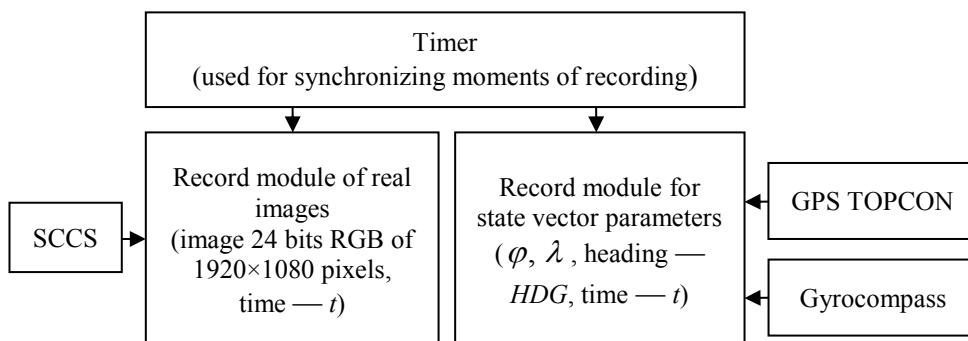 Timer
(used for synchronizing moments of recording)
Record module of real
images
(image 24 bits RGB of
1920×1080 pixels,
time — t)
Record module for
state vector parameters
(φ, λ, heading —
HDG, time — t)
SCCS
GPS TOPCON
Gyrocompass